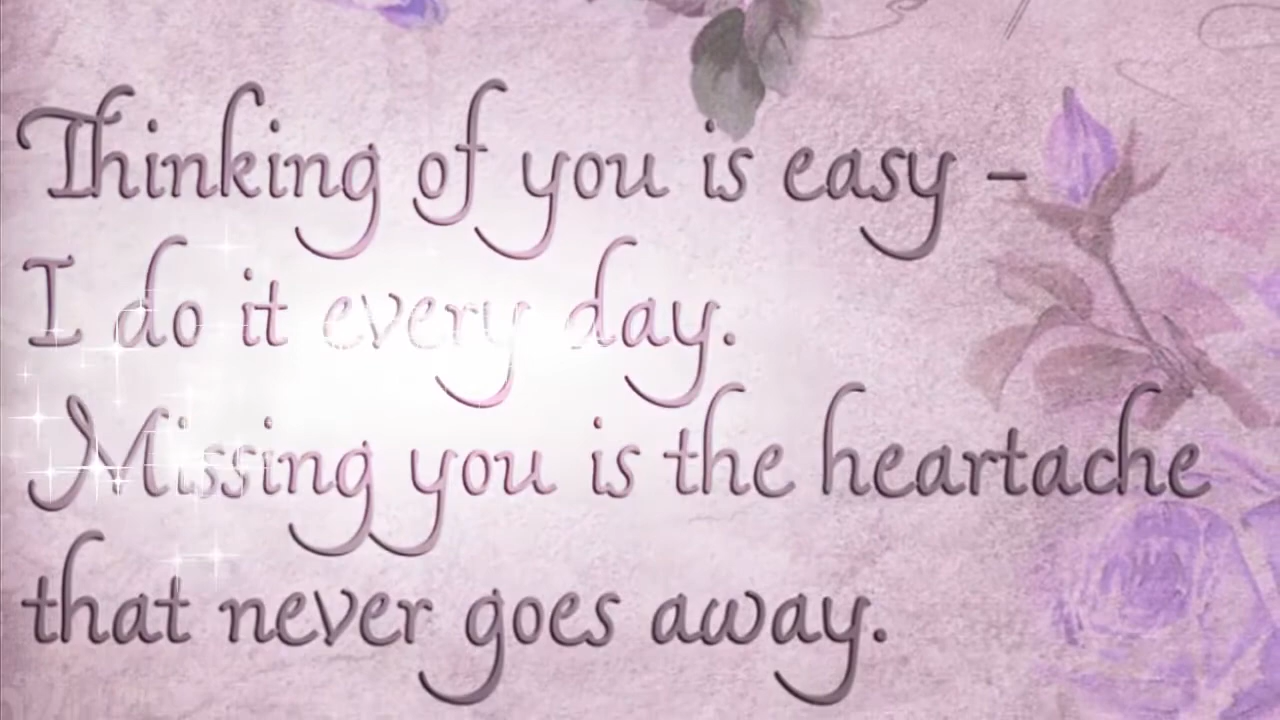 Thinking of you is easy –
I do it every day.
Missing you is the heartache
that never goes away.